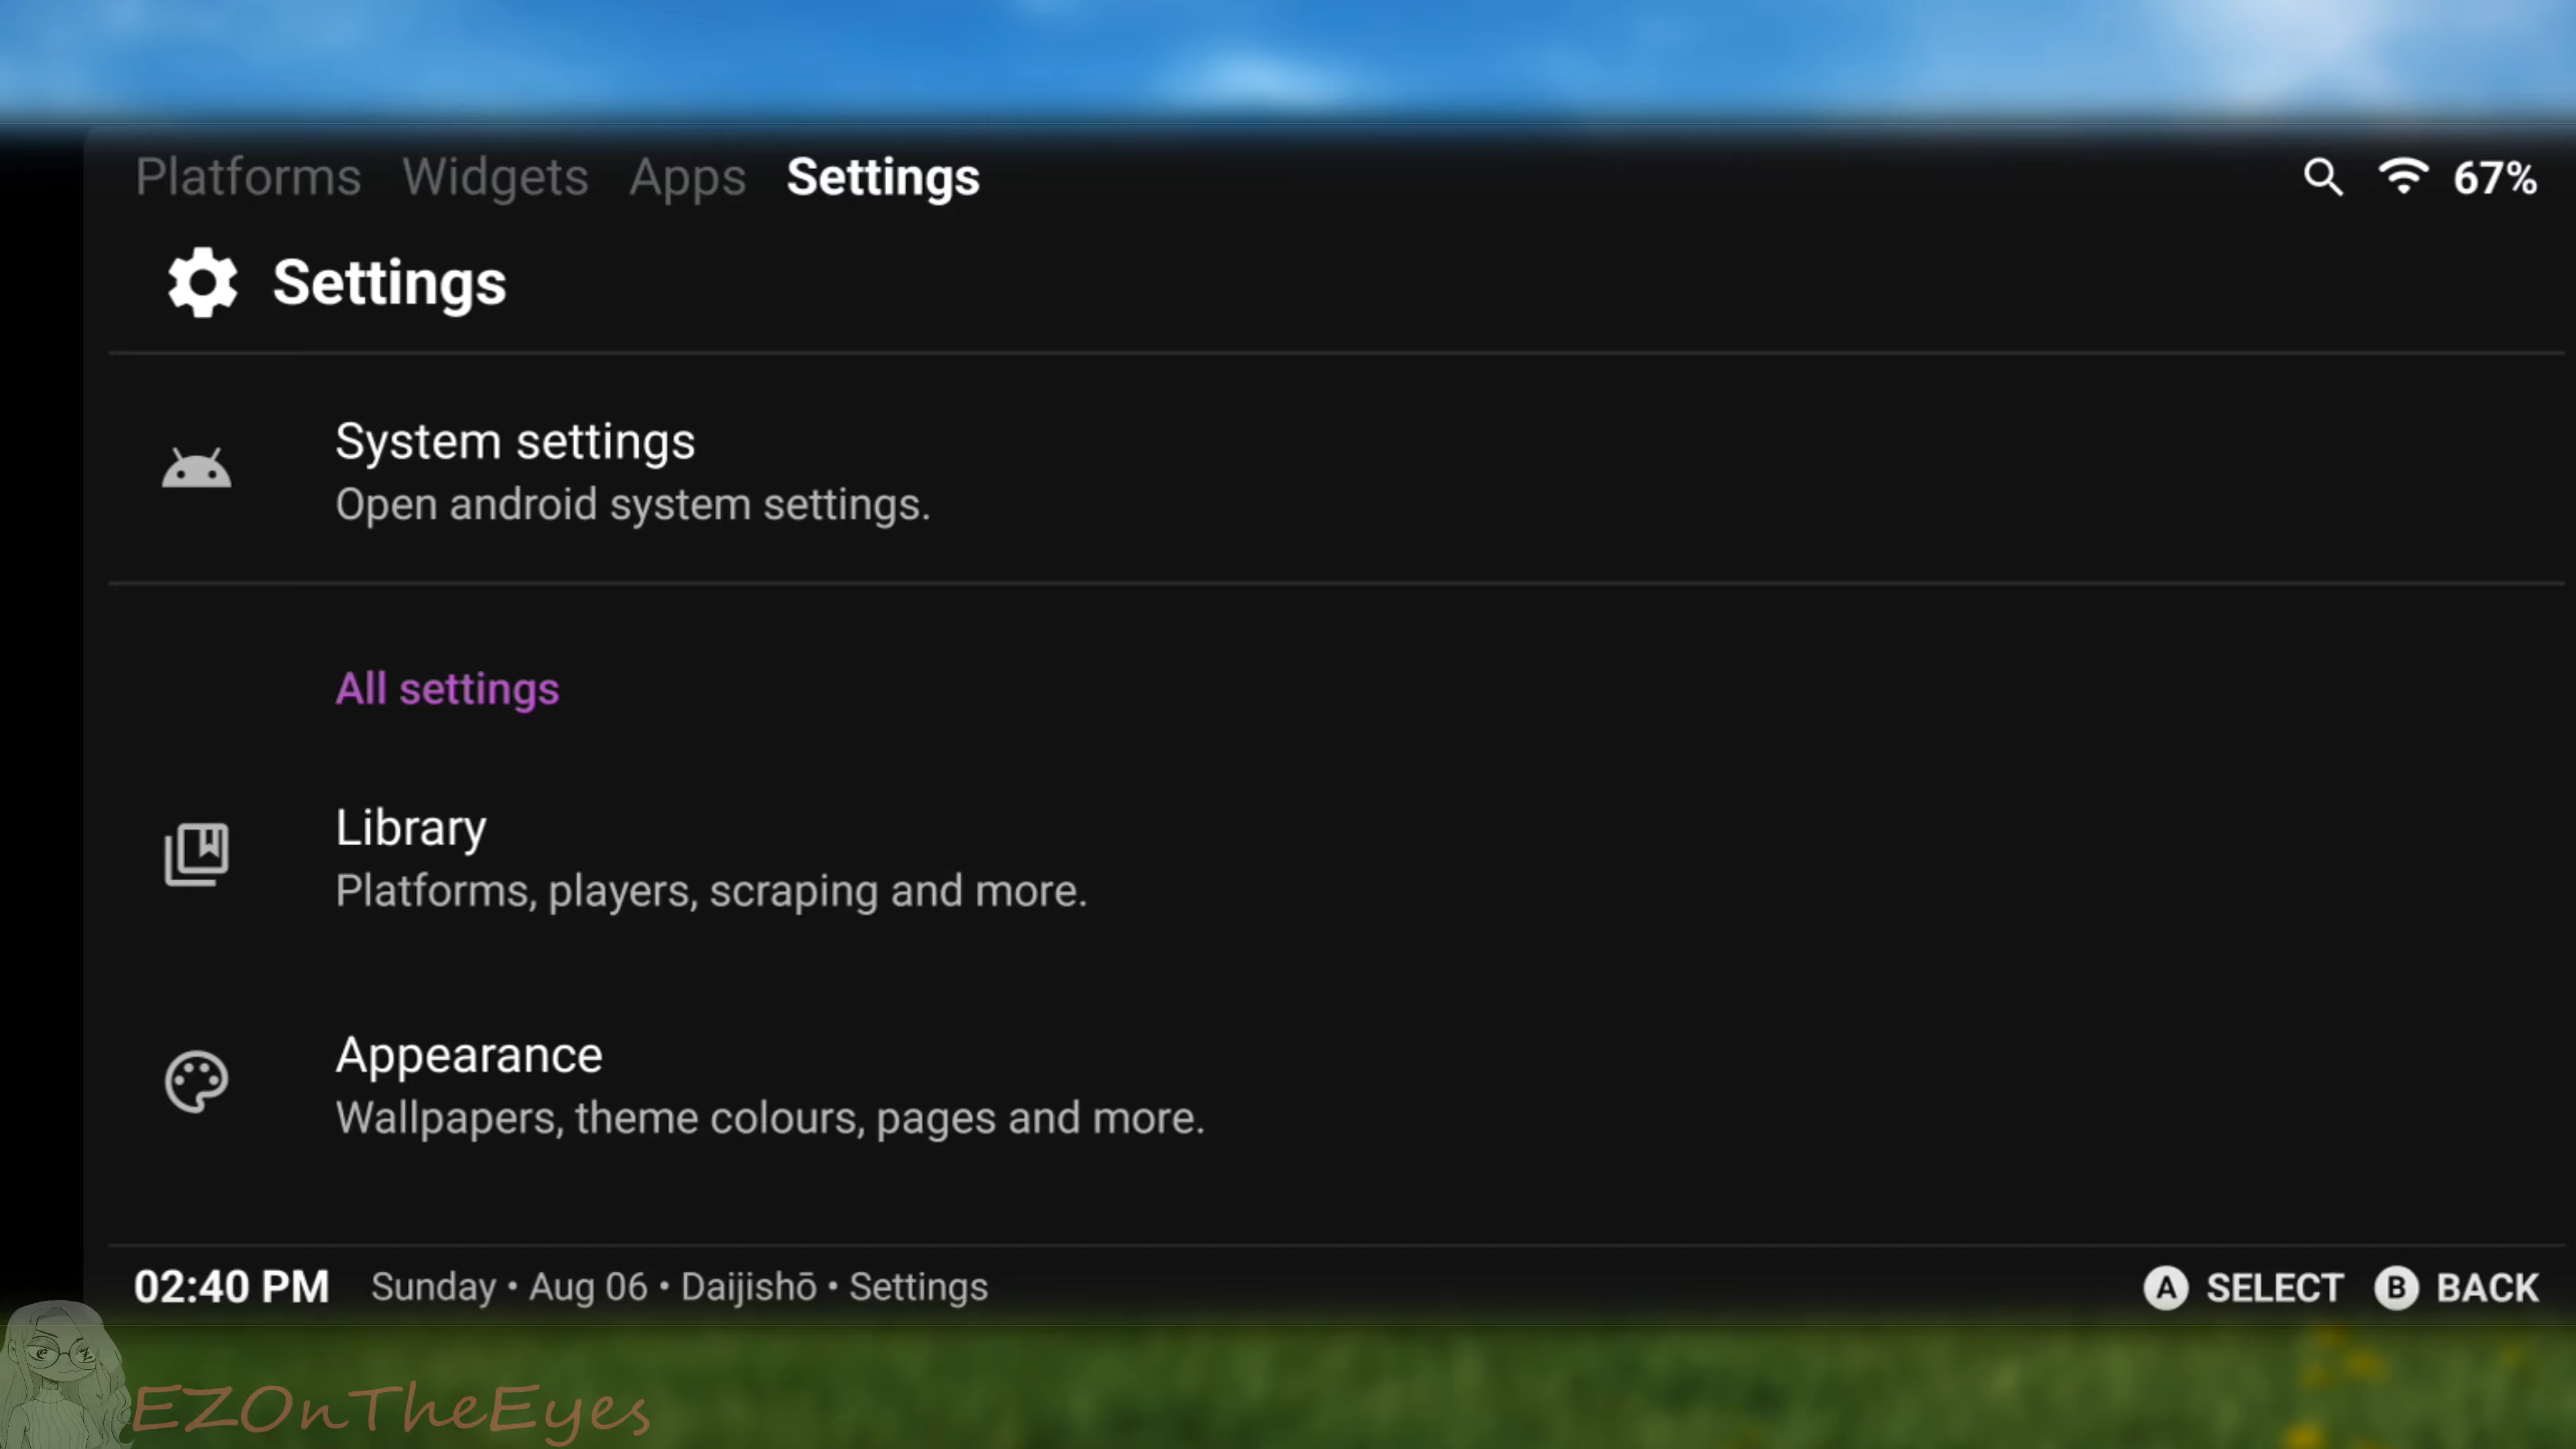 Platforms Widgets Apps Settings 67%
Settings
System settings
Open android system settings.
All settings
Library
Platforms, players, scraping and more.
Appearance
Wallpapers, theme colours, pages and more.
02:40 PM Sunday • Aug 06 • Daijishō • Settings A SELECT B BACK
EZOnTheEyes